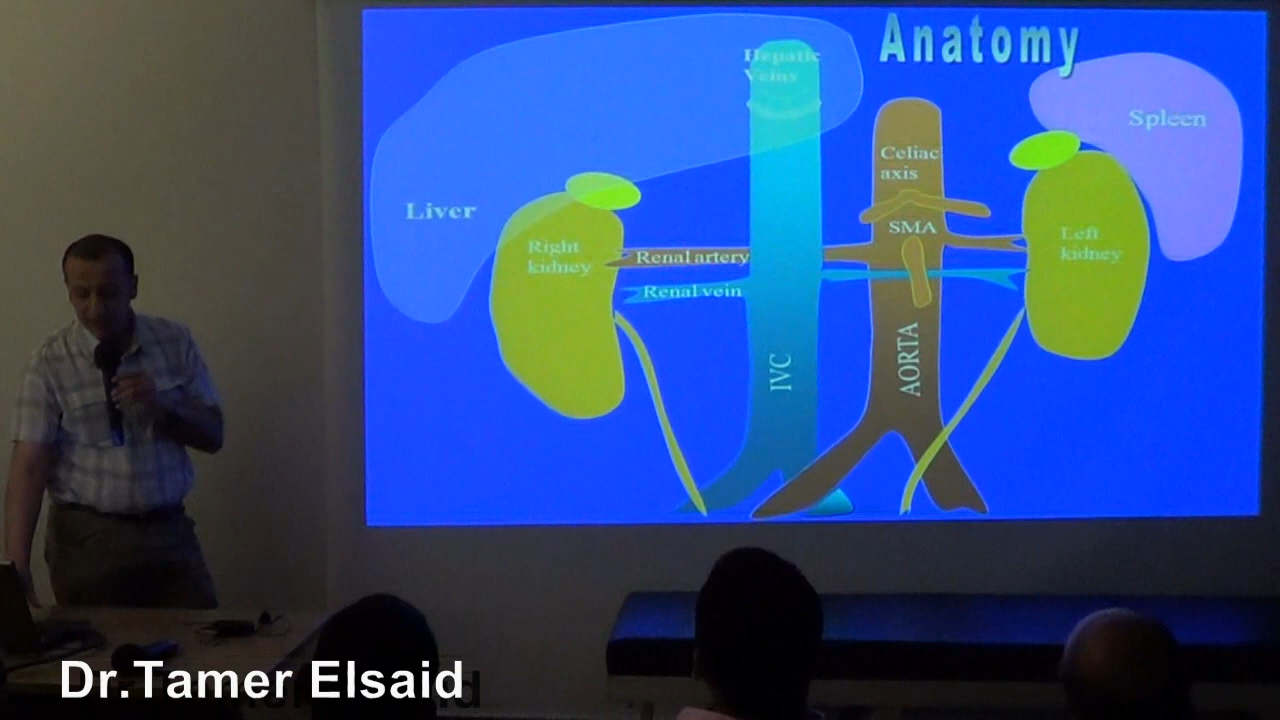 Anatomy
Hepatic
Veins
Spleen
Celiac
axis
Liver
SMA
Right
kidney
Left
kidney
Renal artery
Renal vein
IVC
AORTA
Dr.Tamer Elsaid